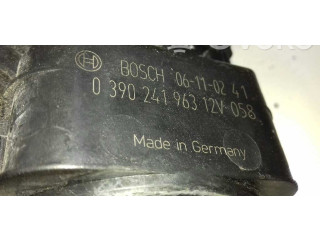 BOSCH '06-11-02 41
0 390 241 963 12V 058
Made in Germany